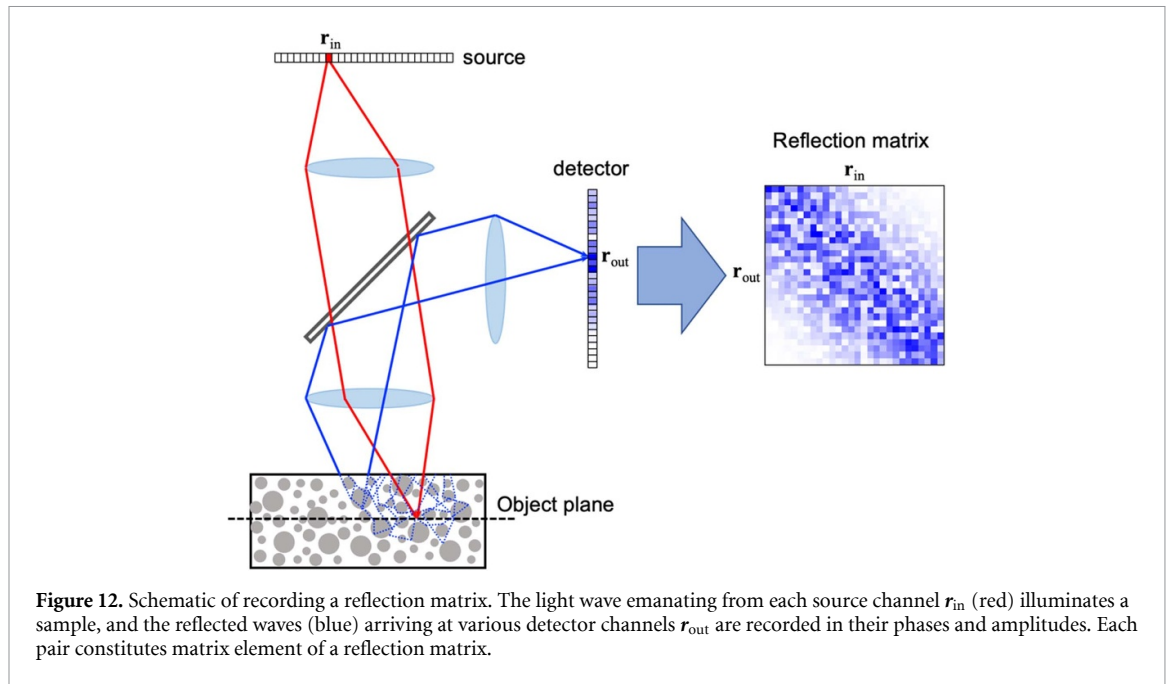 r_in
source
detector
r_out
Reflection matrix
r_in
r_out
Object plane
Figure 12. Schematic of recording a reflection matrix. The light wave emanating from each source channel r_in (red) illuminates a
sample, and the reflected waves (blue) arriving at various detector channels r_out are recorded in their phases and amplitudes. Each
pair constitutes matrix element of a reflection matrix.